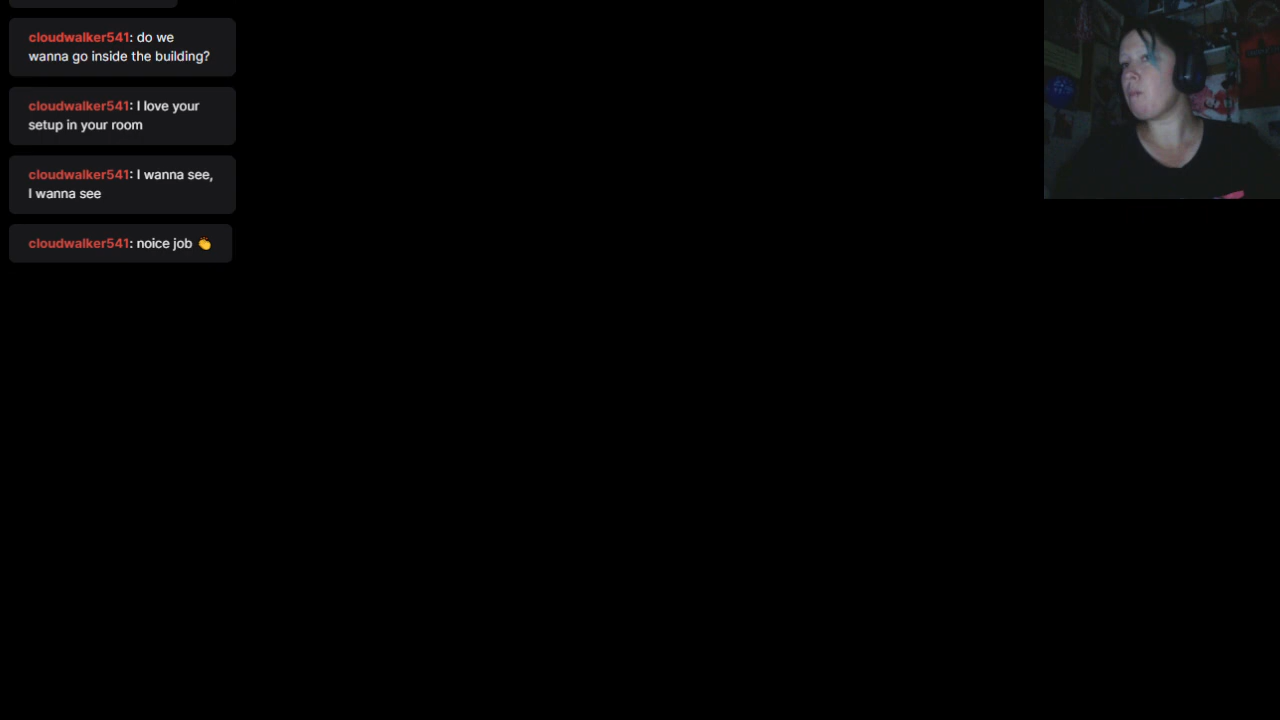 cloudwalker541: do we
wanna go inside the building?
cloudwalker541: I love your
setup in your room
cloudwalker541: I wanna see,
I wanna see
cloudwalker541: noice job 👏